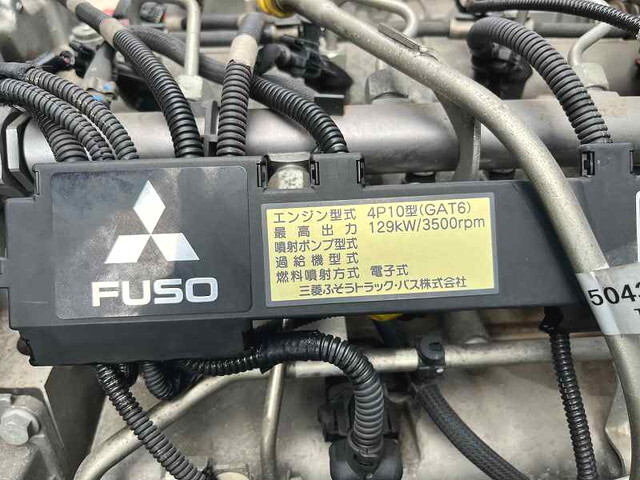 FUSO
エンジン型式 4P10型(GAT6)
最高出力 129kW/3500rpm
噴射ポンプ型式
過給機型式
燃料噴射方式 電子式
三菱ふそうトラック・バス株式会社
5043